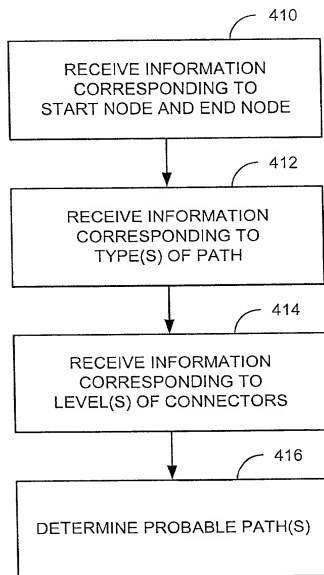 410
RECEIVE INFORMATION
CORRESPONDING TO
START NODE AND END NODE
412
RECEIVE INFORMATION
CORRESPONDING TO
TYPE(S) OF PATH
414
RECEIVE INFORMATION
CORRESPONDING TO
LEVEL(S) OF CONNECTORS
416
DETERMINE PROBABLE PATH(S)